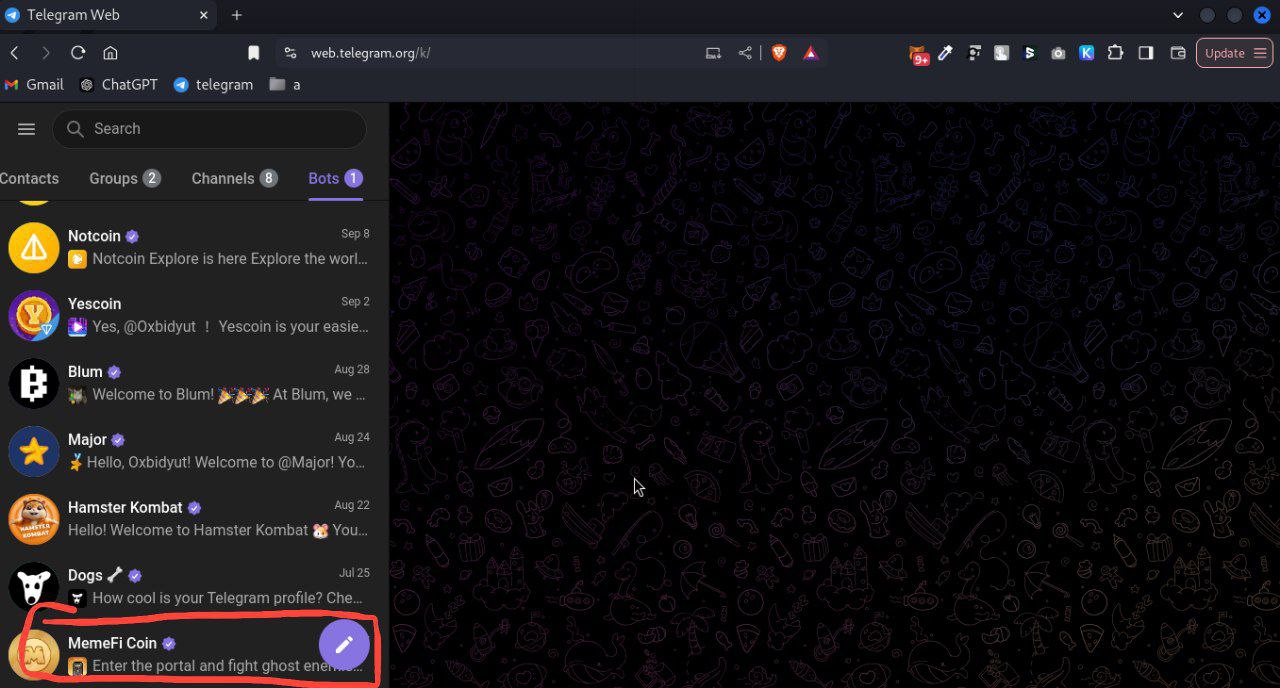 Telegram Web
web.telegram.org/k/
9+
Update
Gmail
ChatGPT
telegram
a
Search
Contacts
Groups 2
Channels 8
Bots 1
Notcoin
Sep 8
Notcoin Explore is here Explore the worl...
Yescoin
Sep 2
Yes, @Oxbidyut ！ Yescoin is your easie...
Blum
Aug 28
Welcome to Blum! 🎉🎉🎉 At Blum, we ...
Major
Aug 24
Hello, Oxbidyut! Welcome to @Major! Yo...
HAMSTER
KOMBAT
Hamster Kombat
Aug 22
Hello! Welcome to Hamster Kombat 🐹 You...
Dogs 🦴
Jul 25
How cool is your Telegram profile? Che...
MemeFi Coin
Enter the portal and fight ghost enemie...